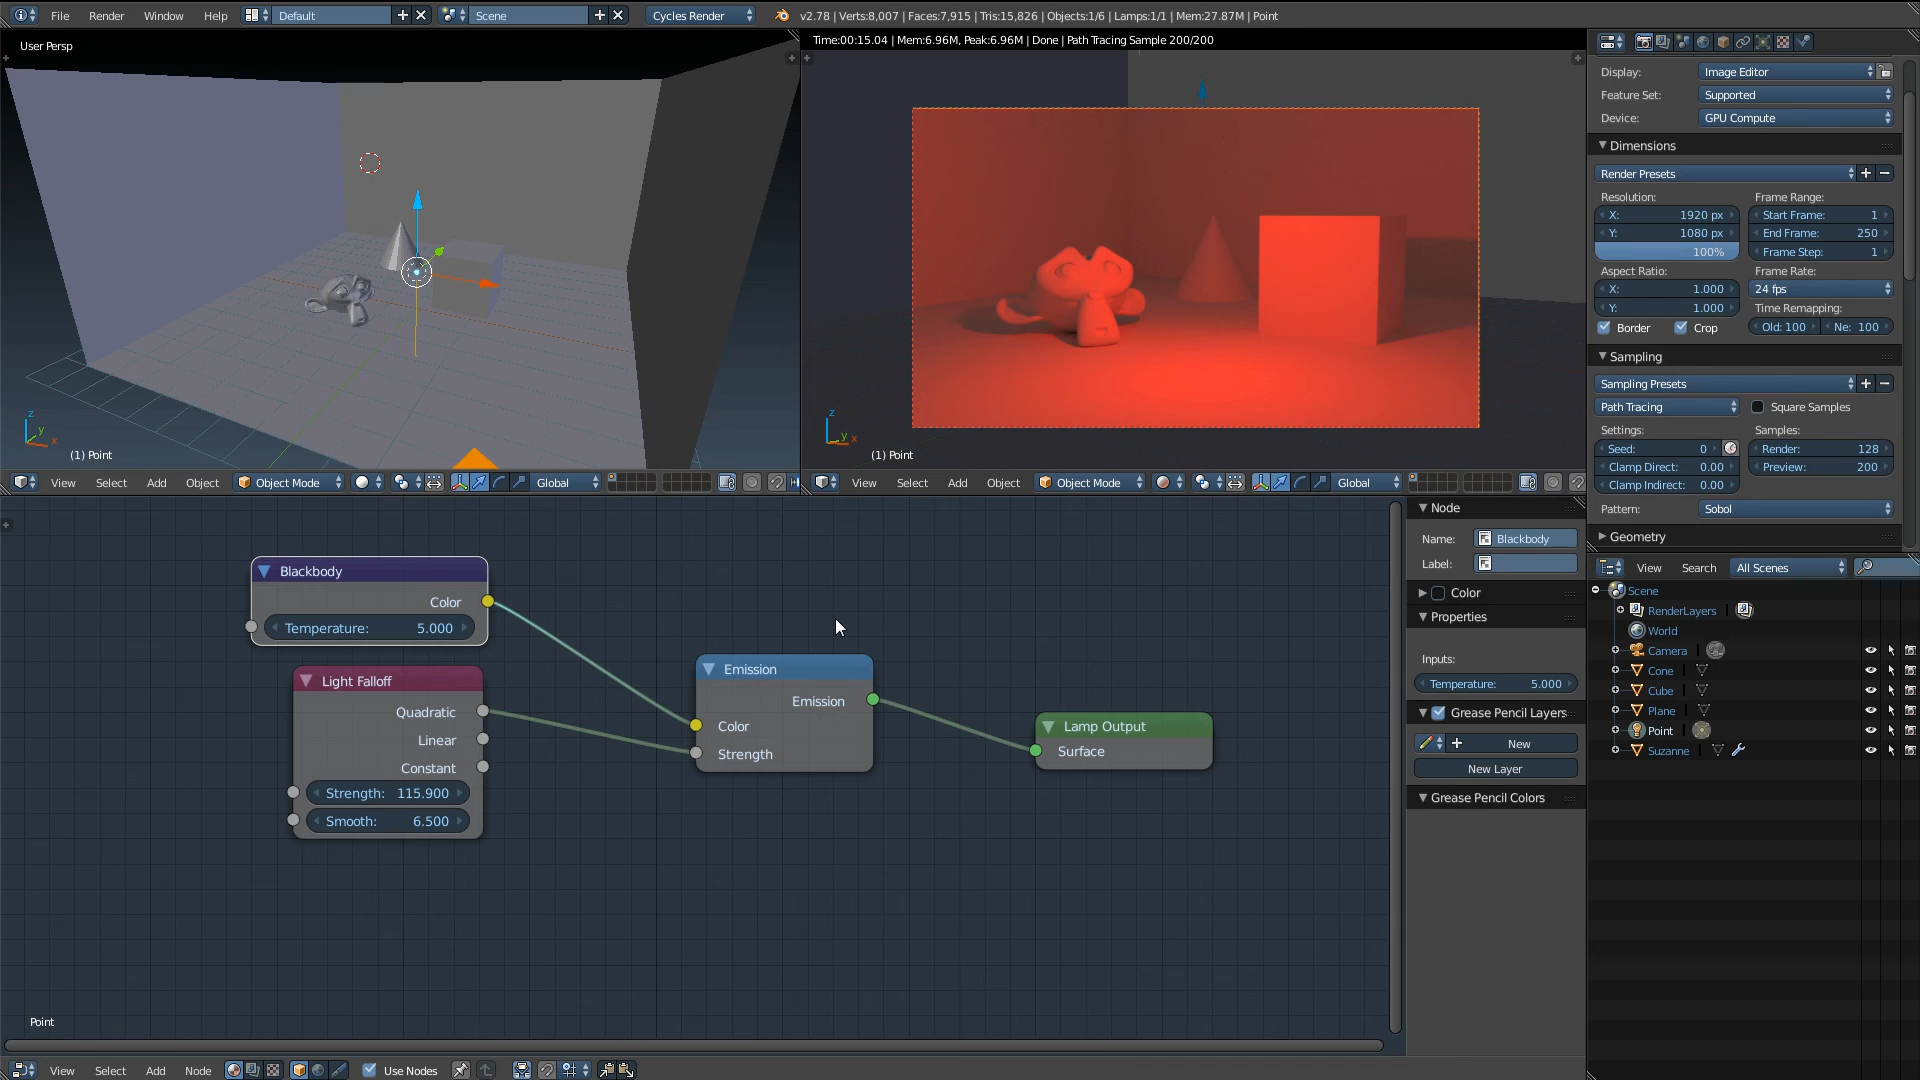 File Render Window Help Default Scene Cycles Render v2.78 | Verts:8,007 | Faces:7,915 | Tris:15,826 | Objects:1/6 | Lamps:1/1 | Mem:27.87M | Point
User Persp
(1) Point
View Select Add Object Object Mode Global
Time:00:15.04 | Mem:6.96M, Peak:6.96M | Done | Path Tracing Sample 200/200
(1) Point
View Select Add Object Object Mode Global
z
y
x
z
y
x
Display: Image Editor
Feature Set: Supported
Device: GPU Compute
Dimensions
Render Presets
Resolution: Frame Range:
X: 1920 px Start Frame: 1
Y: 1080 px End Frame: 250
100% Frame Step: 1
Aspect Ratio: Frame Rate:
X: 1.000 24 fps
Y: 1.000 Time Remapping:
Border Crop Old: 100 Ne: 100
Sampling
Sampling Presets
Path Tracing Square Samples
Settings: Samples:
Seed: 0 Render: 128
Clamp Direct: 0.00 Preview: 200
Clamp Indirect: 0.00
Pattern: Sobol
Geometry
Blackbody
Color
Temperature: 5.000
Light Falloff
Quadratic
Linear
Constant
Strength: 115.900
Smooth: 6.500
Emission
Emission
Color
Strength
Lamp Output
Surface
Point
View Select Add Node Use Nodes
Node
Name: Blackbody
Label:
Color
Properties
Inputs:
Temperature: 5.000
Grease Pencil Layers
New
New Layer
Grease Pencil Colors
View Search All Scenes
Scene
RenderLayers
World
Camera
Cone
Cube
Plane
Point
Suzanne